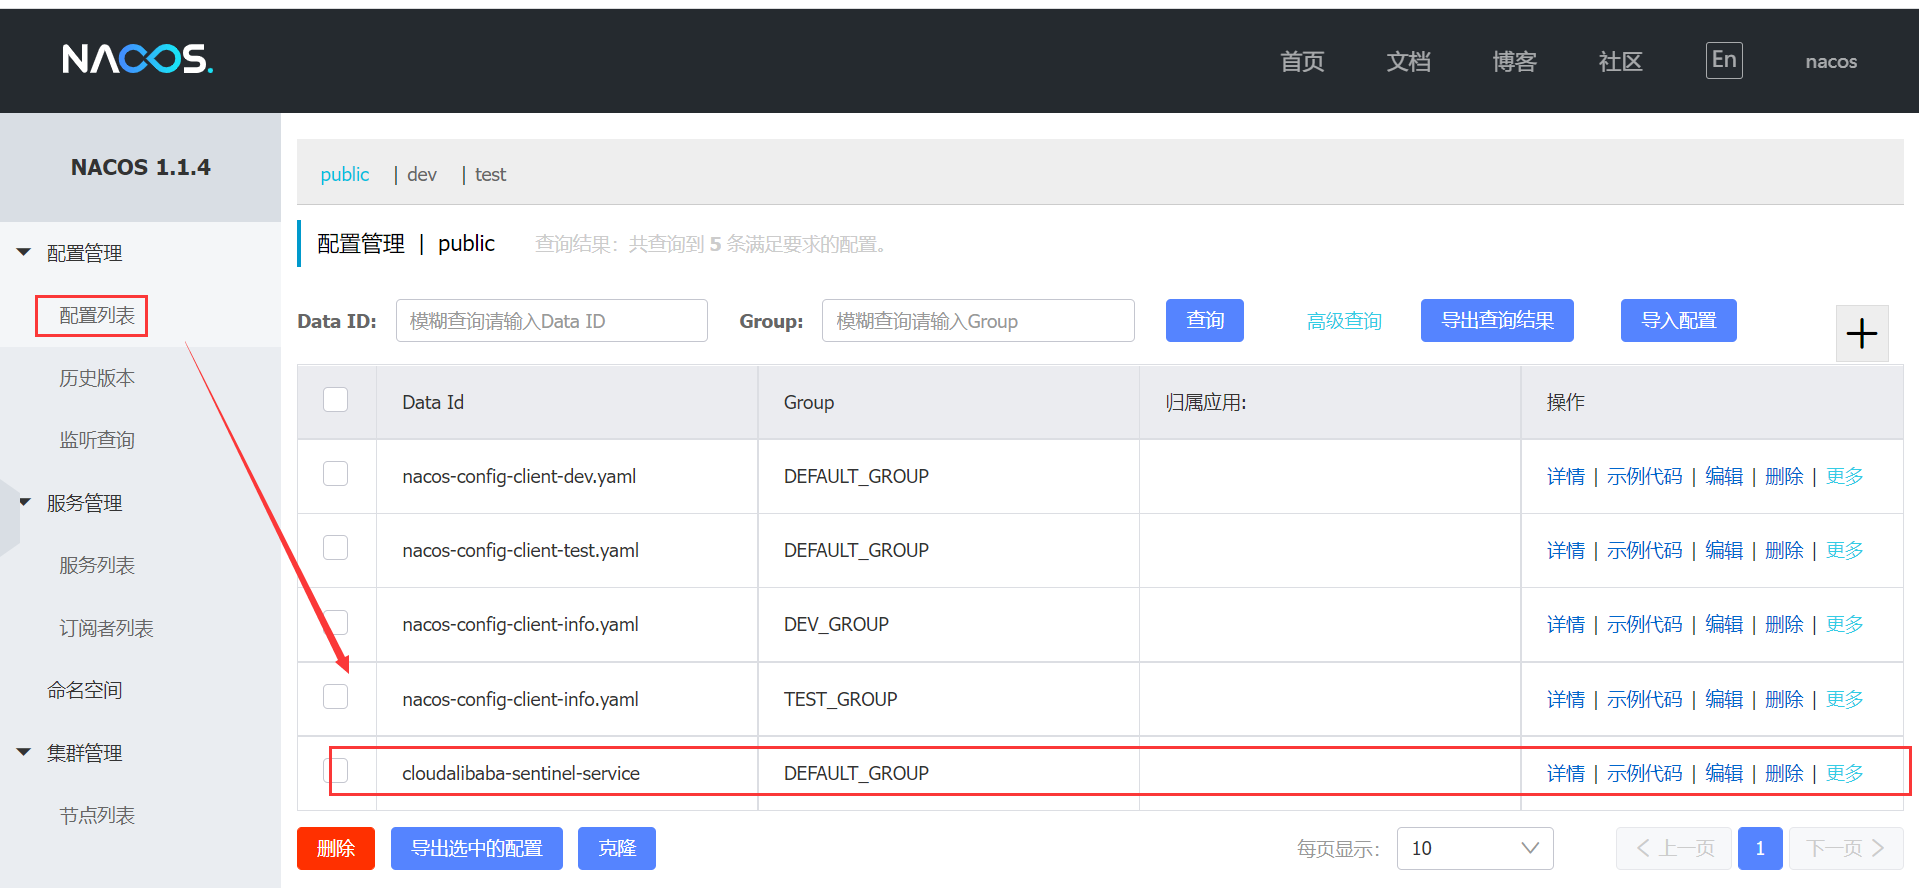 NACOS.
首页 文档 博客 社区 En nacos
NACOS 1.1.4
配置管理
配置列表
历史版本
监听查询
服务管理
服务列表
订阅者列表
命名空间
集群管理
节点列表
public | dev | test
配置管理 | public 查询结果：共查询到 5 条满足要求的配置。
Data ID: 模糊查询请输入Data ID Group: 模糊查询请输入Group 查询 高级查询 导出查询结果 导入配置
Data Id Group 归属应用: 操作
nacos-config-client-dev.yaml DEFAULT_GROUP 详情 | 示例代码 | 编辑 | 删除 | 更多
nacos-config-client-test.yaml DEFAULT_GROUP 详情 | 示例代码 | 编辑 | 删除 | 更多
nacos-config-client-info.yaml DEV_GROUP 详情 | 示例代码 | 编辑 | 删除 | 更多
nacos-config-client-info.yaml TEST_GROUP 详情 | 示例代码 | 编辑 | 删除 | 更多
cloudalibaba-sentinel-service DEFAULT_GROUP 详情 | 示例代码 | 编辑 | 删除 | 更多
删除 导出选中的配置 克隆 每页显示: 10 上一页 1 下一页